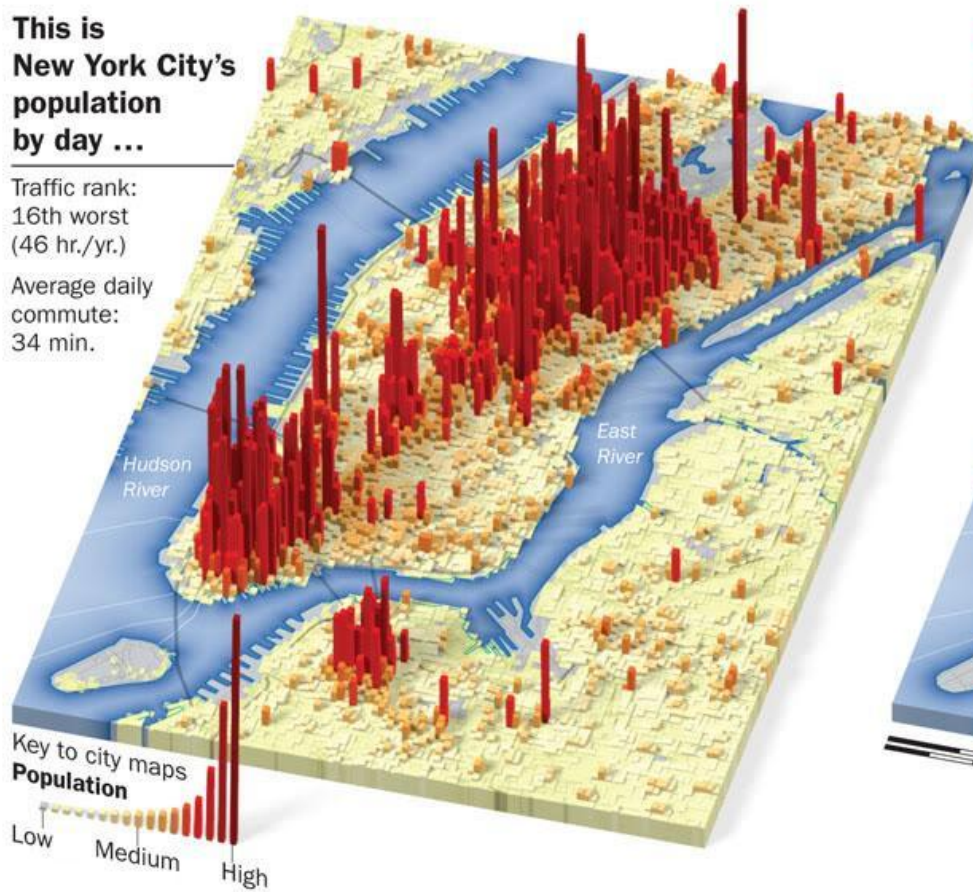 This is
New York City's
population
by day ...
Traffic rank:
16th worst
(46 hr./yr.)
Average daily
commute:
34 min.
Hudson
River
East
River
Key to city maps
Population
Low
Medium
High